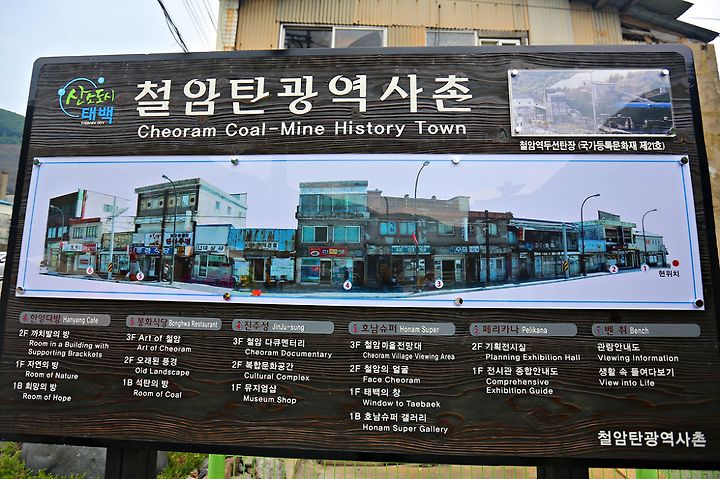 산소도시
태백
TAEBAEK CITY
철암탄광역사촌
Cheoram Coal-Mine History Town
철암역두선탄장 (국가등록문화재 제21호)
현위치
6 5 4 3 2 1
한양다방 Hanyang Cafe
2F 까치발의 방
Room in a Building with
Supporting Brackkets
1F 자연의 방
Room of Nature
1B 희망의 방
Room of Hope
봉화식당 Bonghwa Restaurant
3F Art of 철암
Art of Cheoram
2F 오래된 풍경
Old Landscape
1B 석탄의 방
Room of Coal
진주성 JinJu-sung
3F 철암 다큐멘터리
Cheoram Documentary
2F 복합문화공간
Cultural Complex
1F 뮤지엄샵
Museum Shop
호남슈퍼 Honam Super
3F 철암마을전망대
Cheoram Village Viewing Area
2F 철암의 얼굴
Face Cheoram
1F 태백의 창
Window to Taebaek
1B 호남슈퍼 갤러리
Honam Super Gallery
페리카나 Pelikana
2F 기획전시실
Planning Exhibition Hall
1F 전시관 종합안내도
Comprehensive
Exhibition Guide
벤취 Bench
관람안내도
Viewing Information
생활 속 들여다보기
View into Life
철암탄광역사촌